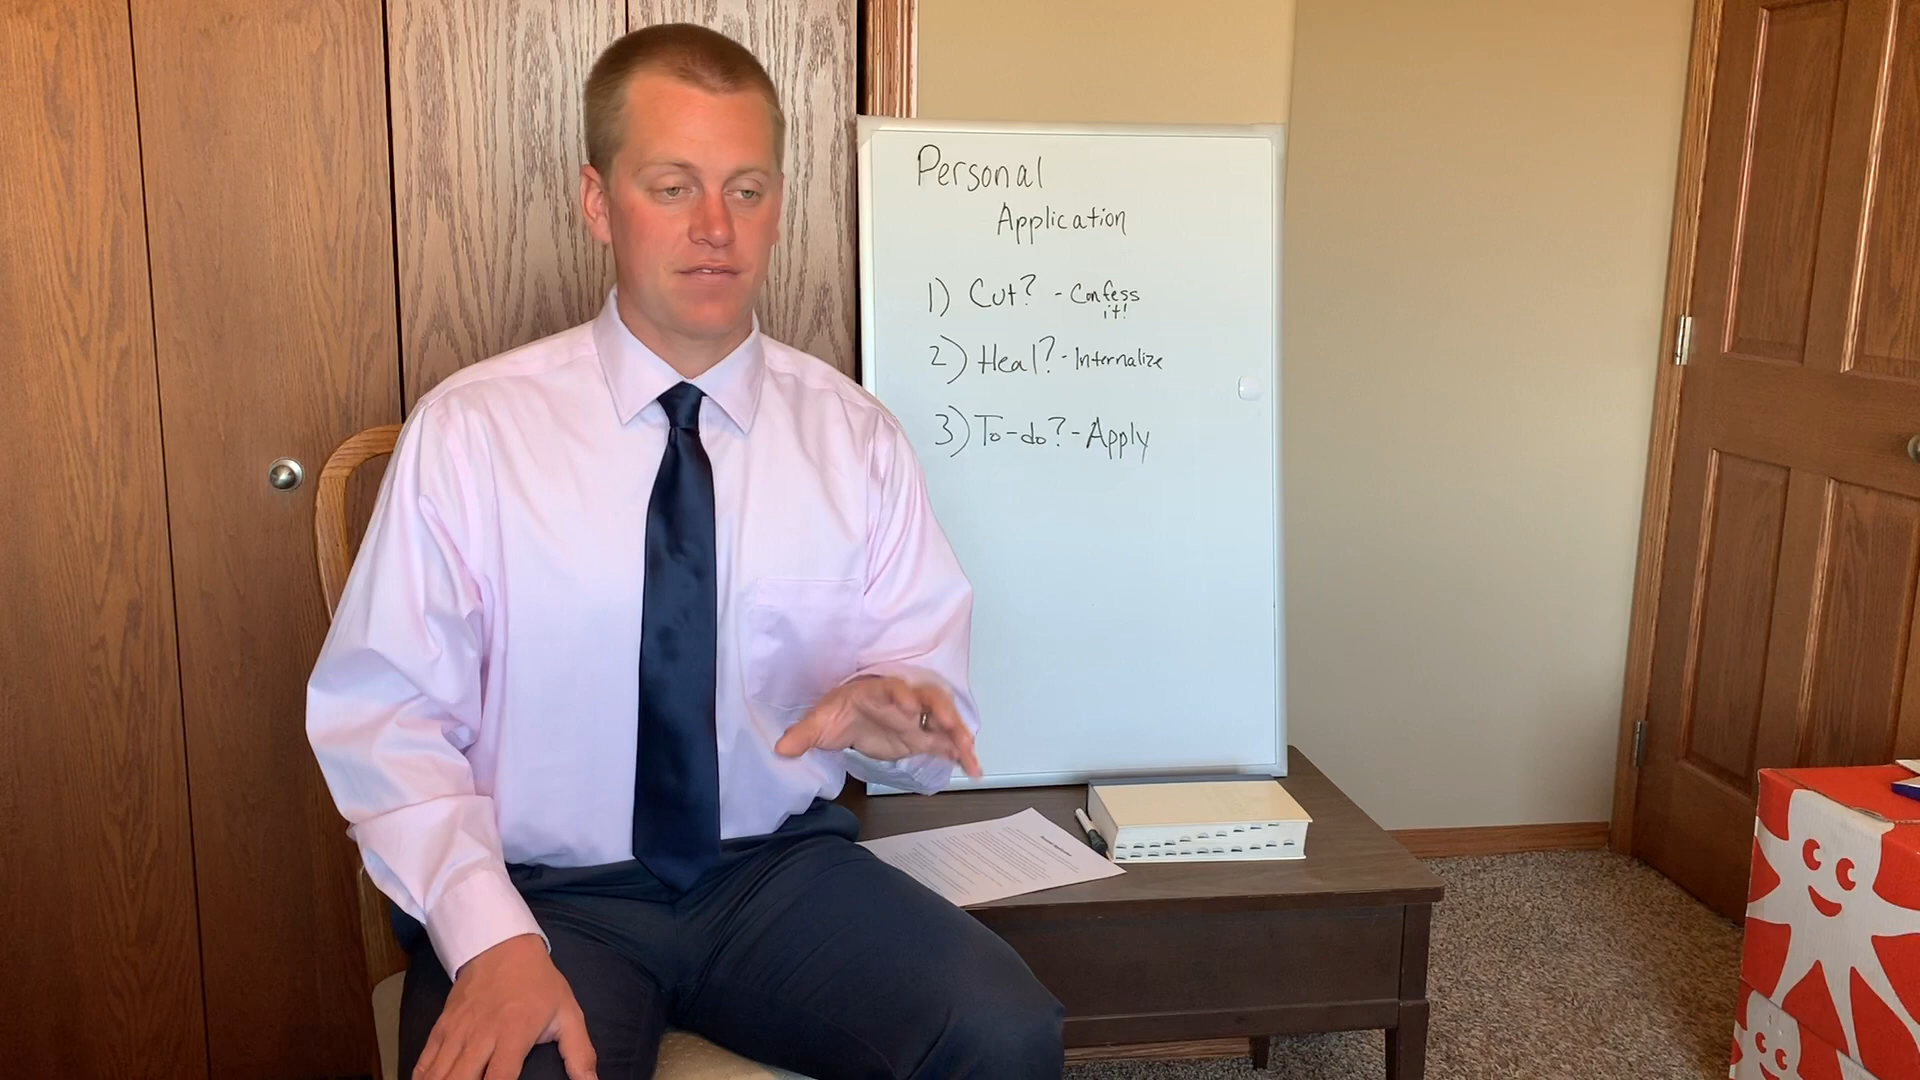 Personal
Application
1) Cut? - Confess
it!
2) Heal? - Internalize
3) To-do? - Apply